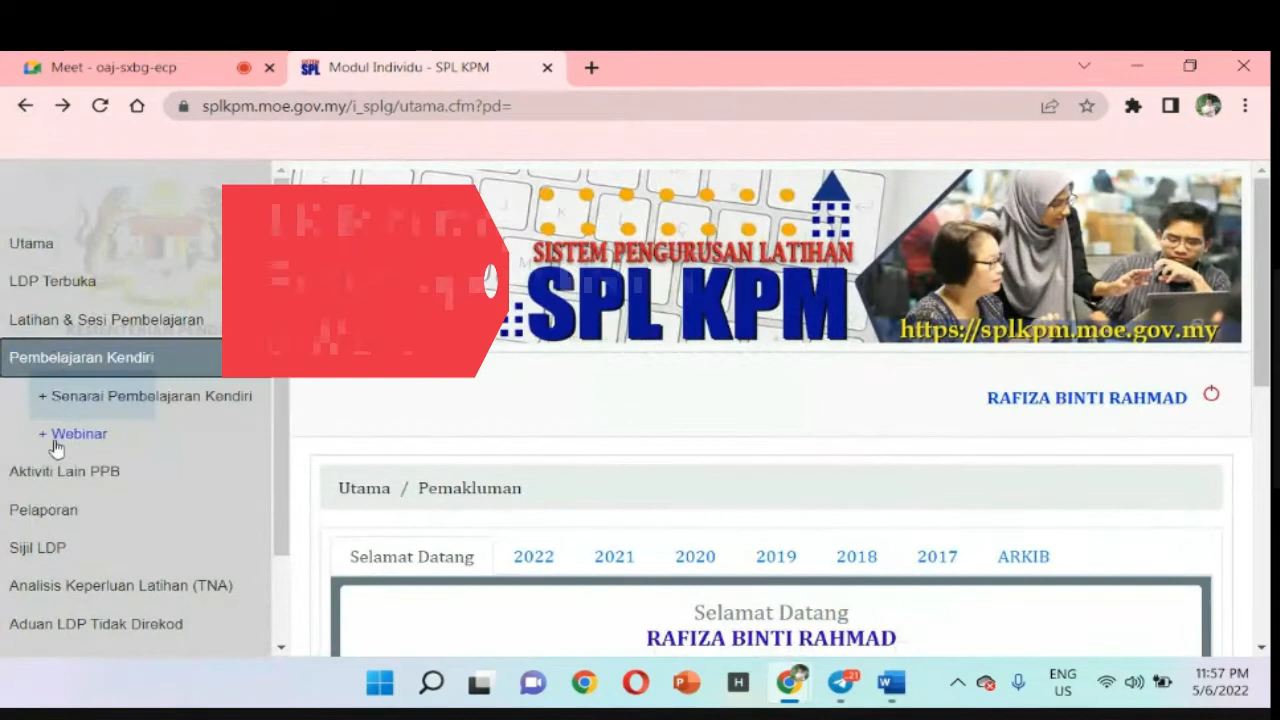 Meet - oaj-sxbg-ecp
SPL Modul Individu - SPL KPM
splkpm.moe.gov.my/i_splg/utama.cfm?pd=
Utama
LDP Terbuka
Latihan & Sesi Pembelajaran
Pembelajaran Kendiri
+ Senarai Pembelajaran Kendiri
+ Webinar
Aktiviti Lain PPB
Pelaporan
Sijil LDP
Analisis Keperluan Latihan (TNA)
Aduan LDP Tidak Direkod
SISTEM PENGURUSAN LATIHAN
SPL KPM
https://splkpm.moe.gov.my
RAFIZA BINTI RAHMAD
Utama / Pemakluman
Selamat Datang 2022 2021 2020 2019 2018 2017 ARKIB
Selamat Datang
RAFIZA BINTI RAHMAD
21
ENG
US
11:57 PM
5/6/2022